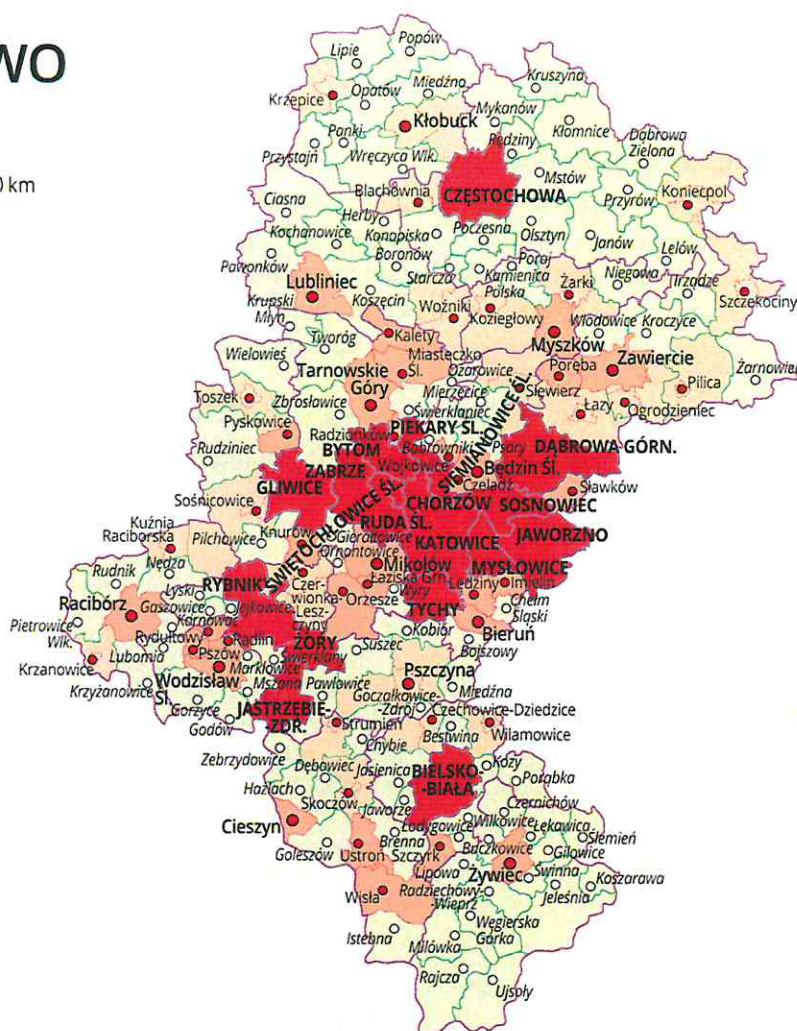 WO
0 km
Popów
Lipie
Kruszyna
Krzepice
Opatów
Miedźno
Mykanów
Kłobuck
Kłomnice
Panki
Rędziny
Dąbrowa
Zielona
Przystajń
Wręczyca Wlk.
Mstów
Blachownia
CZĘSTOCHOWA
Przyrów
Koniecpol
Ciasna
Herby
Kochanowice
Konopiska
Poczesna
Olsztyn
Janów
Lelów
Boronów
Pawonków
Starcza
Poraj
Kamienica
Polska
Niegowa
Irządze
Lubliniec
Żarki
Szczekociny
Krupski
Młyn
Koszęcin
Woźniki
Koziegłowy
Włodowice
Kroczyce
Tworóg
Kalety
Myszków
Wielowieś
Miasteczko
Śl.
Poręba
Zawiercie
Żarnowiec
Tarnowskie
Góry
Ożarowice
Siewierz
Pilica
Toszek
Zbrosławice
Mierzęcice
Świerklaniec
Łazy
Ogrodzieniec
Pyskowice
Radzionków
PIEKARY ŚL.
SIEMIANOWICE ŚL.
Rudziniec
BYTOM
Bobrowniki
Psary
DĄBROWA GÓRN.
Wojkowice
Będzin Śl.
ZABRZE
Czeladź
GLIWICE
Sławków
ŚWIĘTOCHŁOWICE ŚL.
CHORZÓW
SOSNOWIEC
Sośnicowice
RUDA ŚL.
JAWORZNO
Kuźnia
Raciborska
Pilchowice
Knurów
Gierałtowice
KATOWICE
Ornontowice
MYSŁOWICE
Nędza
Mikołów
Rudnik
RYBNIK
Łaziska Grn.
Lędziny
Imielin
Lyski
Czer-
wionka-
Lesz-
czyny
Wyry
Racibórz
Gaszowice
Jejkowice
Orzesze
TYCHY
Chełm
Śląski
Kornowac
Bieruń
Pietrowice
Wlk.
Rydułtowy
Radlin
Kobiór
Lubomia
Pszów
ŻORY
Suszec
Bojszowy
Krzanowice
Marklowice
Świerklany
Pszczyna
Krzyżanowice
Wodzisław
Śl.
Mszana
Pawłowice
Goczałkowice-
-Zdrój
Miedźna
Gorzyce
JASTRZĘBIE-
-ZDR.
Czechowice-Dziedzice
Godów
Strumień
Bestwina
Wilamowice
Zebrzydowice
Chybie
Dębowiec
Jasienica
BIELSKO-
-BIAŁA
Kozy
Porąbka
Hażlach
Skoczów
Jaworze
Czernichów
Cieszyn
Łodygowice
Wilkowice
Łękawica
Ślemień
Brenna
Buczkowice
Gilowice
Goleszów
Ustroń
Szczyrk
Lipowa
Żywiec
Świnna
Koszarawa
Wisła
Radziechowy-
-Wieprz
Jeleśnia
Istebna
Węgierska
Górka
Milówka
Rajcza
Ujsoły